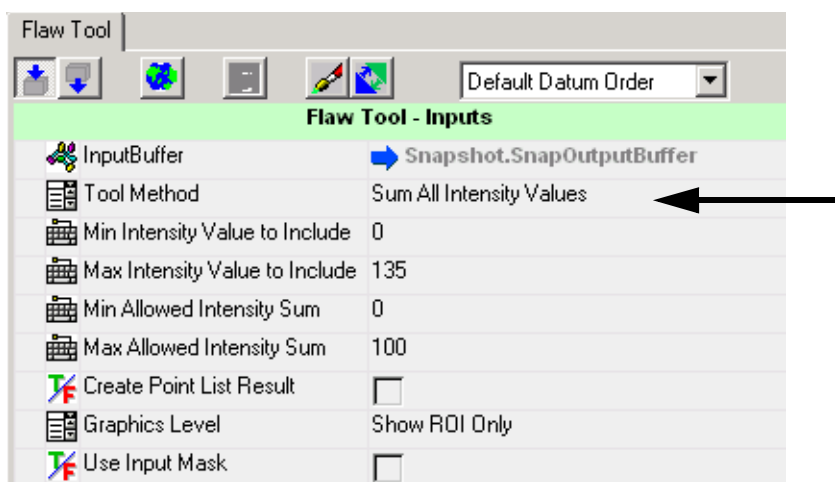 Flaw Tool
Default Datum Order
Flaw Tool - Inputs
InputBuffer Snapshot.SnapOutputBuffer
Tool Method Sum All Intensity Values
Min Intensity Value to Include 0
Max Intensity Value to Include 135
Min Allowed Intensity Sum 0
Max Allowed Intensity Sum 100
T/F Create Point List Result
Graphics Level Show ROI Only
T/F Use Input Mask